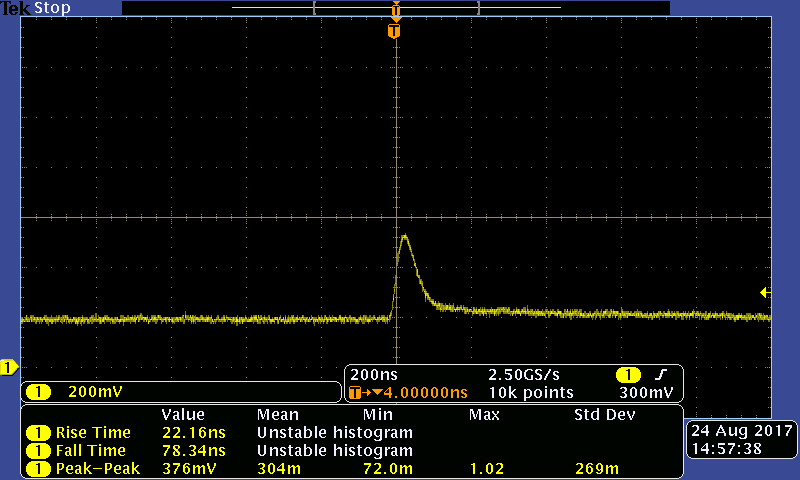 Tek Stop
T
T
1
200ns 2.50GS/s 1
1 200mV T→▼4.00000ns 10k points 300mV
Value Mean Min Max Std Dev
1 Rise Time 22.16ns Unstable histogram
1 Fall Time 78.34ns Unstable histogram
1 Peak−Peak 376mV 304m 72.0m 1.02 269m
24 Aug 2017
14:57:38